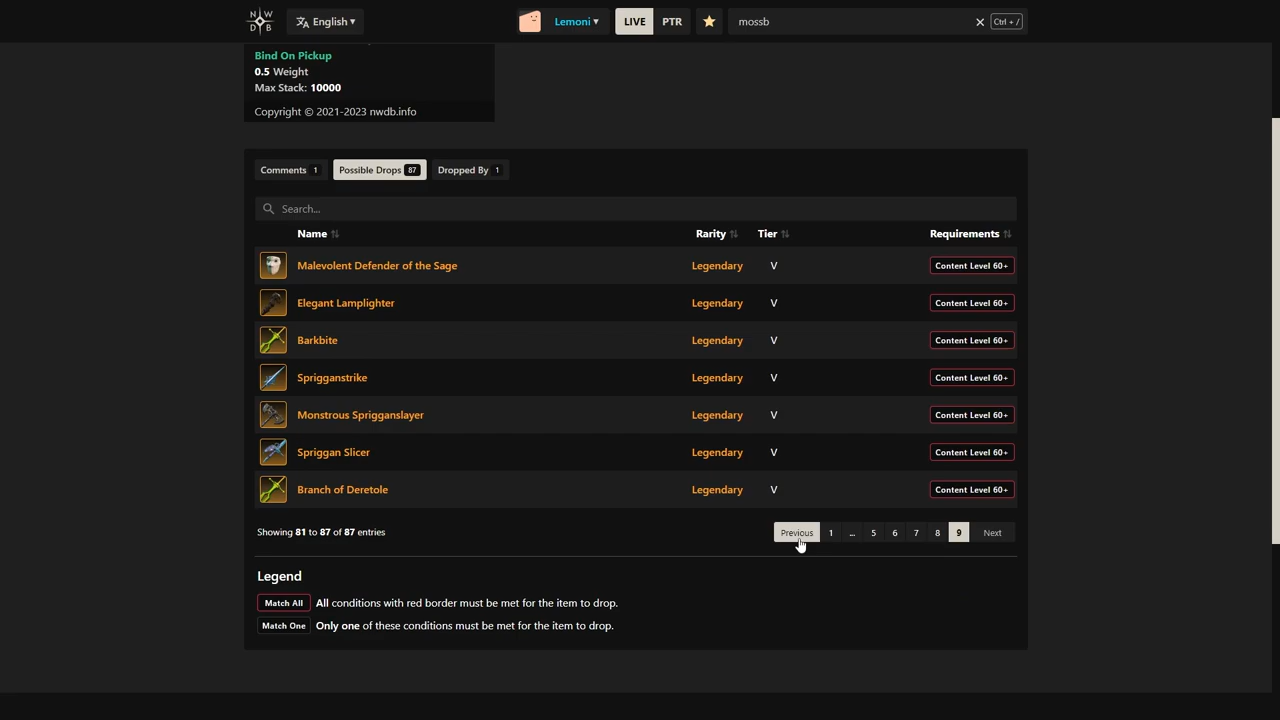 NW
DB
English ▾
Lemoni ▾
LIVE
PTR
mossb
Ctrl + /
Bind On Pickup
0.5 Weight
Max Stack: 10000
Copyright © 2021-2023 nwdb.info
Comments 1
Possible Drops 87
Dropped By 1
Search...
Name Rarity Tier Requirements
Malevolent Defender of the Sage Legendary V Content Level 60+
Elegant Lamplighter Legendary V Content Level 60+
Barkbite Legendary V Content Level 60+
Sprigganstrike Legendary V Content Level 60+
Monstrous Sprigganslayer Legendary V Content Level 60+
Spriggan Slicer Legendary V Content Level 60+
Branch of Deretole Legendary V Content Level 60+
Showing 81 to 87 of 87 entries
Previous 1 ... 5 6 7 8 9 Next
Legend
Match All All conditions with red border must be met for the item to drop.
Match One Only one of these conditions must be met for the item to drop.